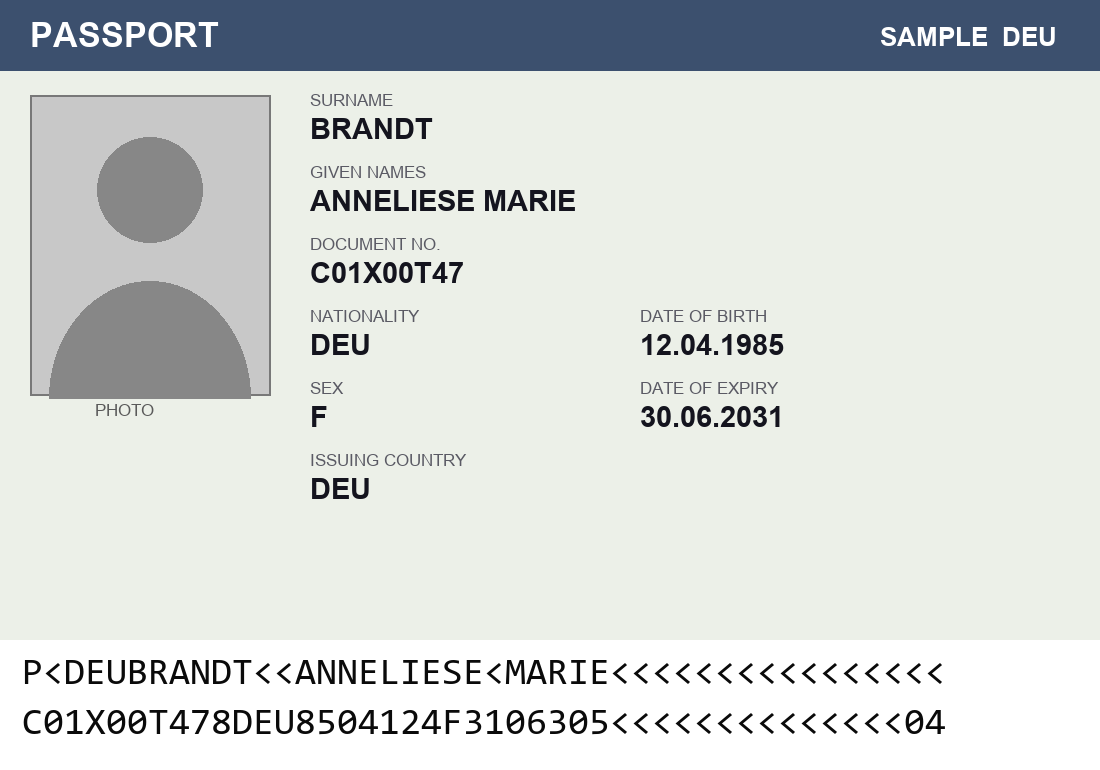 PASSPORT
SAMPLE DEU
SURNAME
BRANDT
GIVEN NAMES
ANNELIESE MARIE
DOCUMENT NO.
C01X00T47
NATIONALITY
DEU
DATE OF BIRTH
12.04.1985
SEX
F
DATE OF EXPIRY
30.06.2031
ISSUING COUNTRY
DEU
PHOTO
P<DEUBRANDT<<ANNELIESE<MARIE<<<<<<<<<<<<<<<<
C01X00T478DEU8504124F3106305<<<<<<<<<<<<<<04